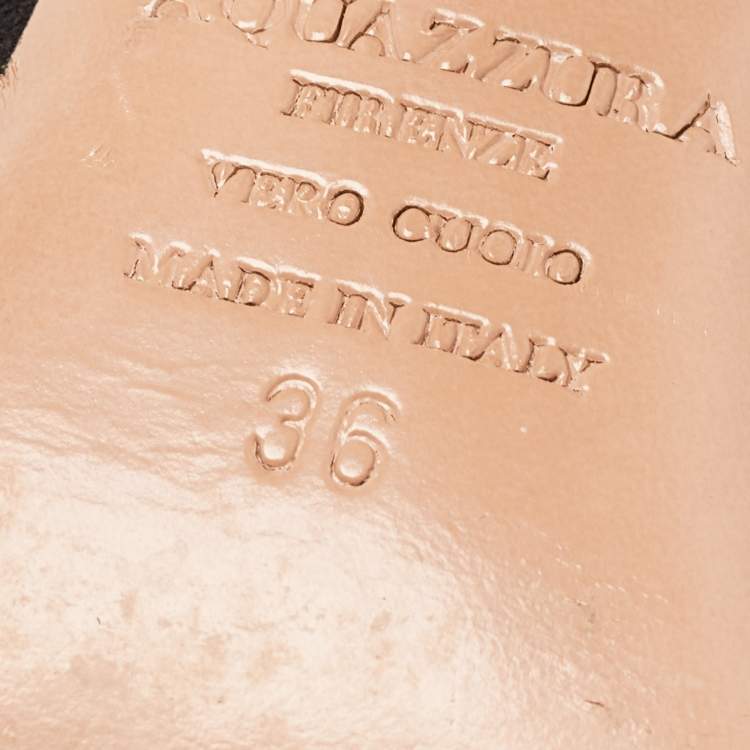 AQUAZZURA
FIRENZE
VERO CUOIO
MADE IN ITALY
36